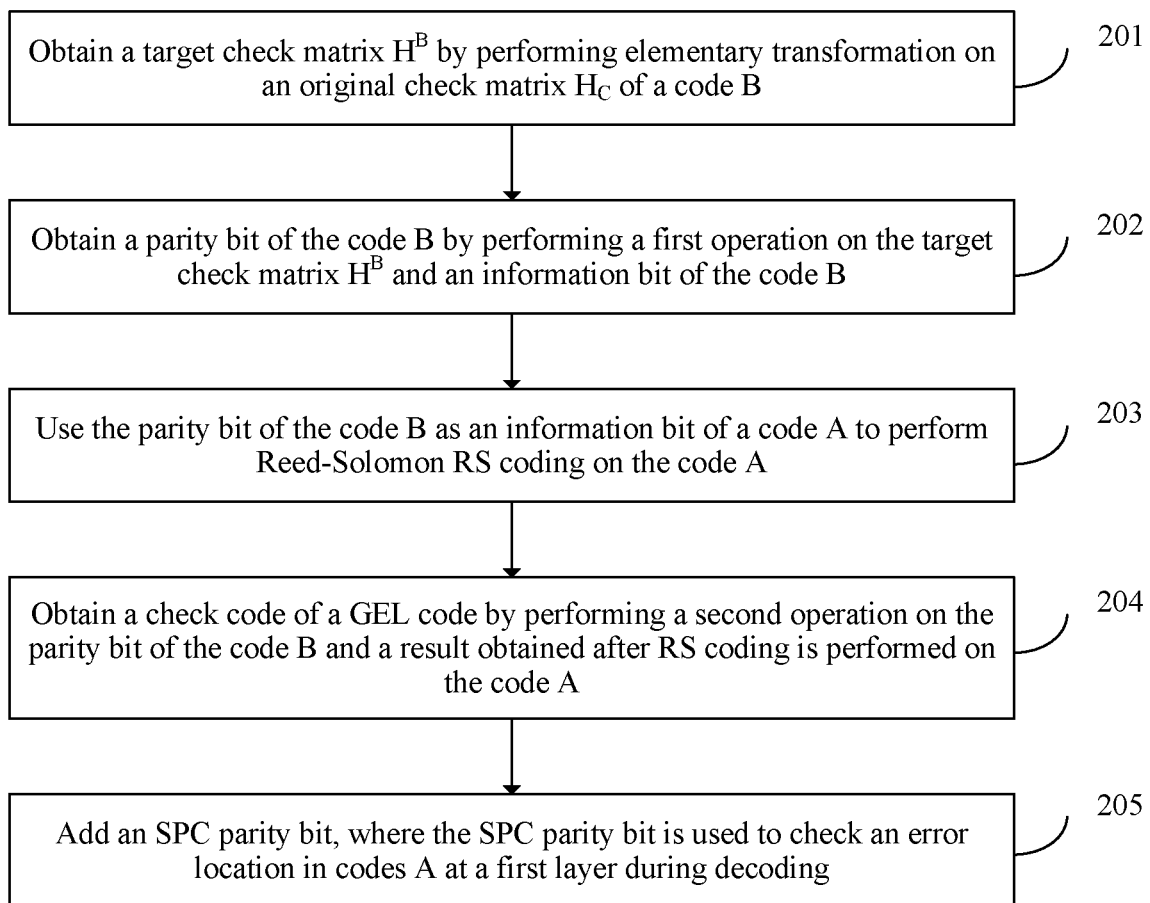 Obtain a target check matrix H^B by performing elementary transformation on
an original check matrix H_C of a code B
201
Obtain a parity bit of the code B by performing a first operation on the target
check matrix H^B and an information bit of the code B
202
Use the parity bit of the code B as an information bit of a code A to perform
Reed-Solomon RS coding on the code A
203
Obtain a check code of a GEL code by performing a second operation on the
parity bit of the code B and a result obtained after RS coding is performed on
the code A
204
Add an SPC parity bit, where the SPC parity bit is used to check an error
location in codes A at a first layer during decoding
205